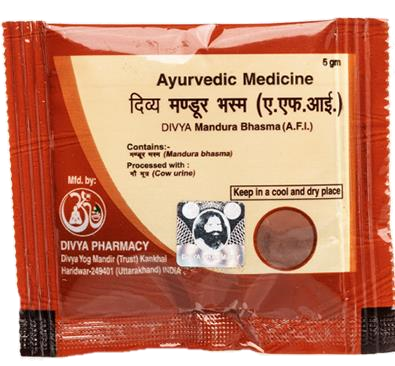 5 gm
Ayurvedic Medicine
दिव्य मण्डूर भस्म (ए.एफ.आई.)
DIVYA Mandura Bhasma (A.F.I.)
Contains:-
मण्डूर भस्म (Mandura bhasma)
Processed with :
गौ मूत्र (Cow urine)
Keep in a cool and dry place
Mfd. by:
DIVYA PHARMACY
Divya Yog Mandir (Trust) Kankhal
Haridwar-249401 (Uttarakhand) INDIA